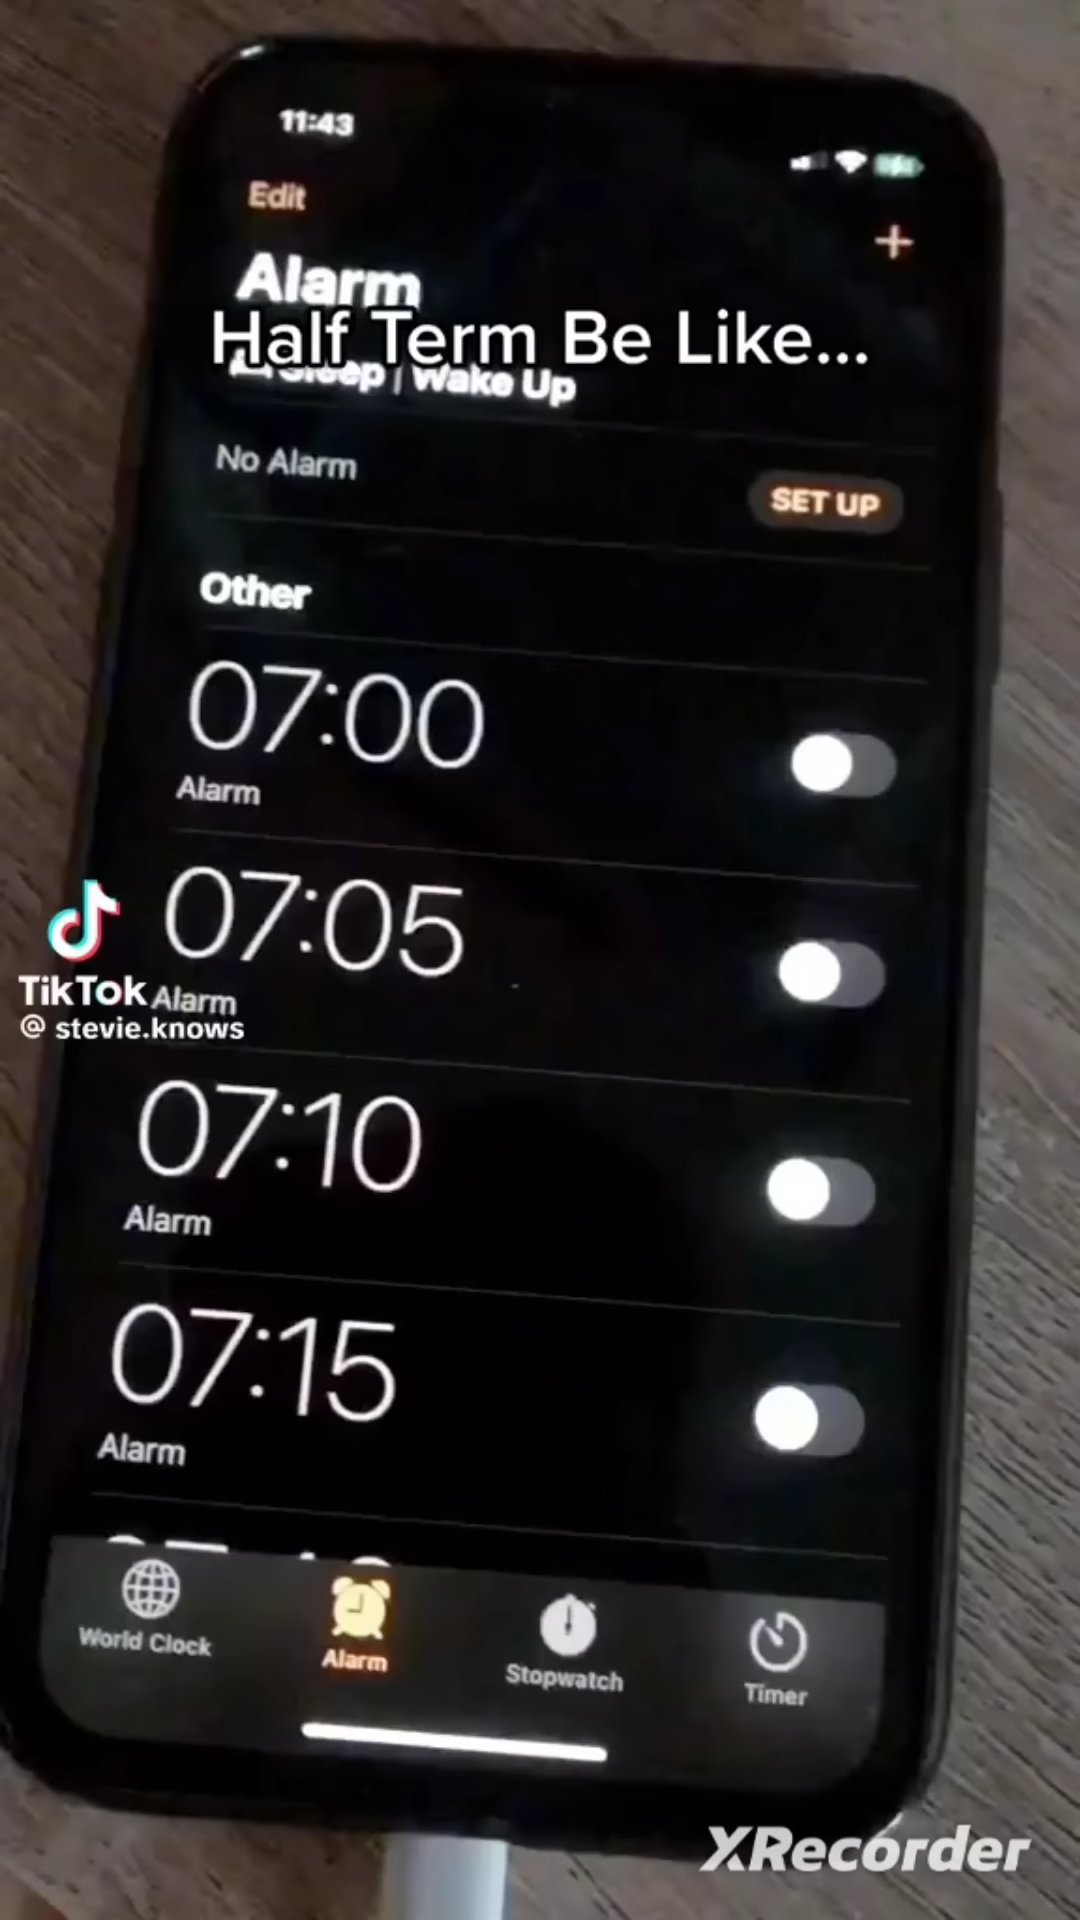 11:43
Edit
+
Alarm
Half Term Be Like...
Sleep | Wake Up
No Alarm
SET UP
Other
07:00
Alarm
07:05
TikTok Alarm
@ stevie.knows
07:10
Alarm
07:15
Alarm
World Clock
Alarm
Stopwatch
Timer
XRecorder